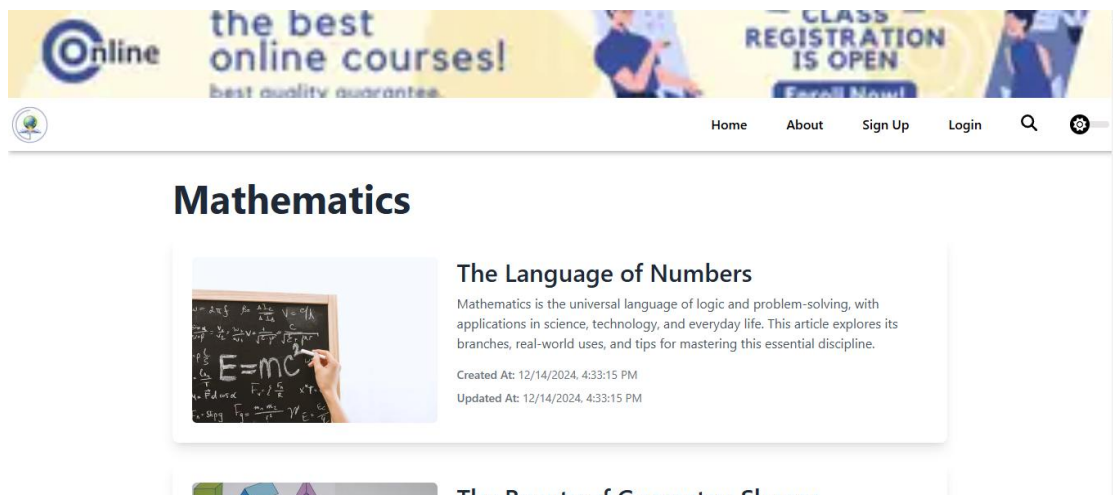 Online
the best
online courses!
best quality guarantee.
CLASS
REGISTRATION
IS OPEN
Enroll Now!
Home About Sign Up Login
Mathematics
The Language of Numbers
Mathematics is the universal language of logic and problem-solving, with
applications in science, technology, and everyday life. This article explores its
branches, real-world uses, and tips for mastering this essential discipline.
Created At: 12/14/2024, 4:33:15 PM
Updated At: 12/14/2024, 4:33:15 PM
E=mc²